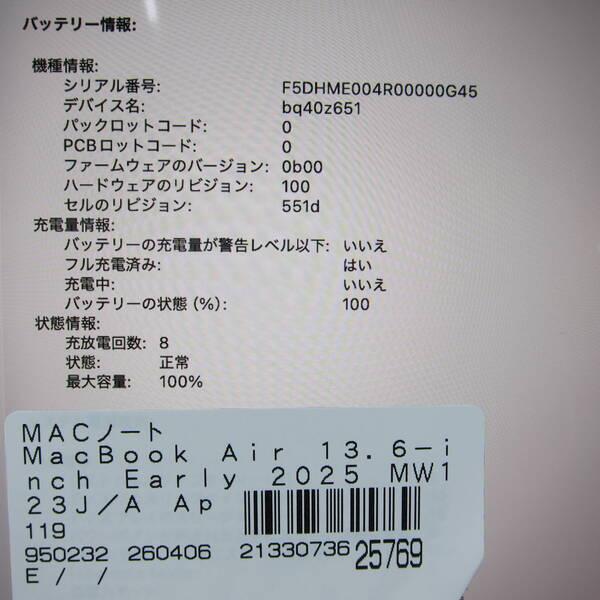 バッテリー情報:
機種情報:
シリアル番号: F5DHME004R00000G45
デバイス名: bq40z651
パックロットコード: 0
PCBロットコード: 0
ファームウェアのバージョン: 0b00
ハードウェアのリビジョン: 100
セルのリビジョン: 551d
充電量情報:
バッテリーの充電量が警告レベル以下: いいえ
フル充電済み: はい
充電中: いいえ
バッテリーの状態（%）: 100
状態情報:
充放電回数: 8
状態: 正常
最大容量: 100%
MACノート
MacBook Air 13.6−i
nch Early 2025 MW1
23J/A Ap
119
950232 260406 21330736 25769
E / /